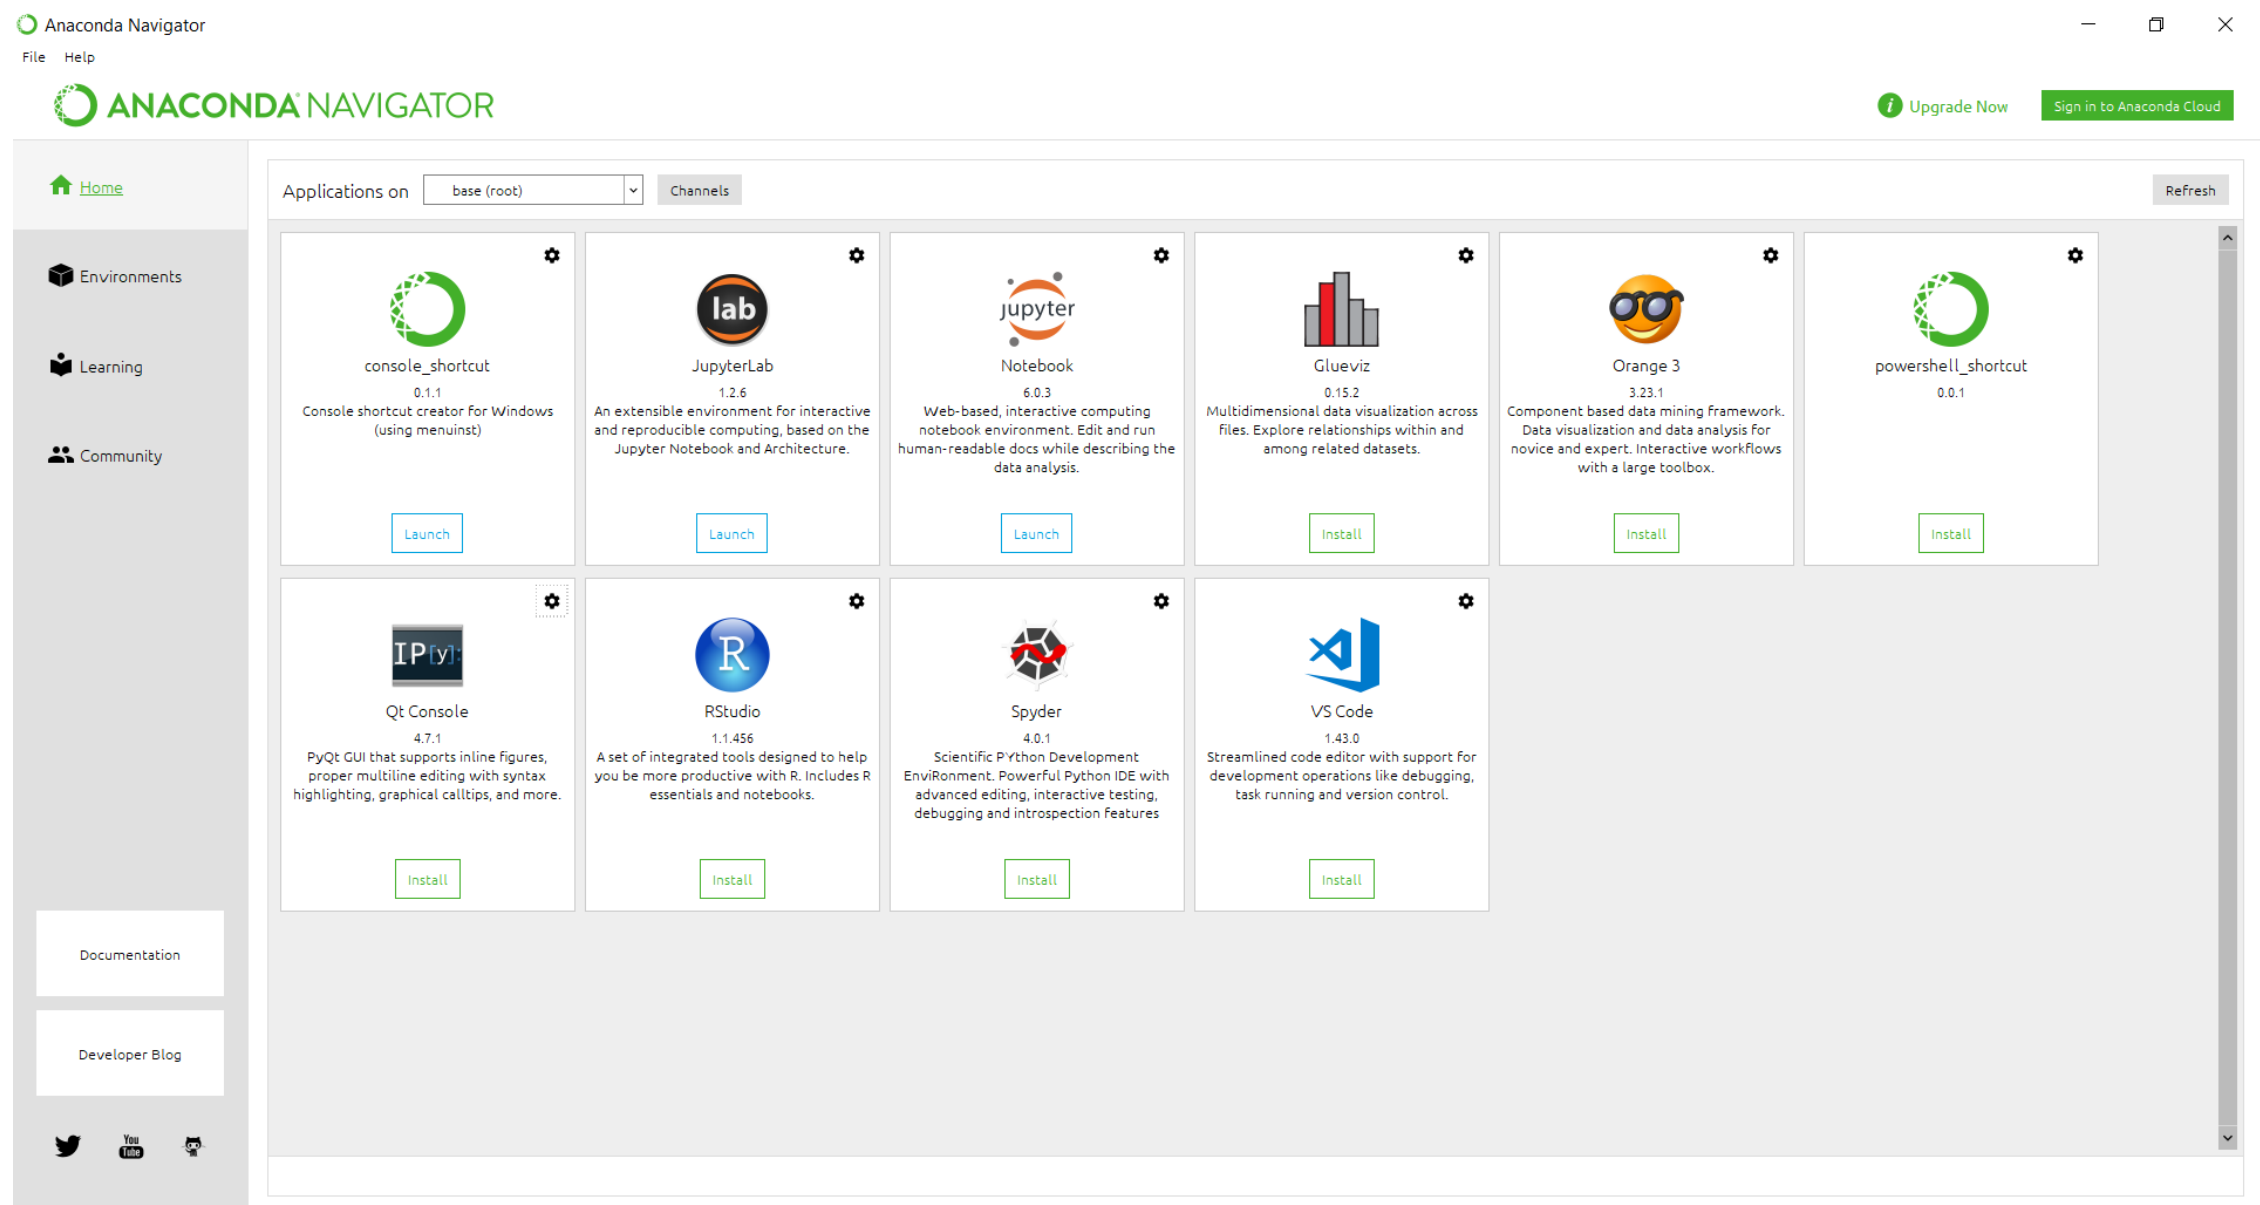 Anaconda Navigator
File Help
ANACONDA NAVIGATOR
Upgrade Now
Sign in to Anaconda Cloud
Home
Environments
Learning
Community
Documentation
Developer Blog
You
Tube
Applications on base (root) Channels Refresh
console_shortcut
0.1.1
Console shortcut creator for Windows
(using menuinst)
Launch
lab
JupyterLab
1.2.6
An extensible environment for interactive
and reproducible computing, based on the
Jupyter Notebook and Architecture.
Launch
jupyter
Notebook
6.0.3
Web-based, interactive computing
notebook environment. Edit and run
human-readable docs while describing the
data analysis.
Launch
Glueviz
0.15.2
Multidimensional data visualization across
files. Explore relationships within and
among related datasets.
Install
Orange 3
3.23.1
Component based data mining framework.
Data visualization and data analysis for
novice and expert. Interactive workflows
with a large toolbox.
Install
powershell_shortcut
0.0.1
Install
IP[y]:
Qt Console
4.7.1
PyQt GUI that supports inline figures,
proper multiline editing with syntax
highlighting, graphical calltips, and more.
Install
R
RStudio
1.1.456
A set of integrated tools designed to help
you be more productive with R. Includes R
essentials and notebooks.
Install
Spyder
4.0.1
Scientific PYthon Development
EnviRonment. Powerful Python IDE with
advanced editing, interactive testing,
debugging and introspection features
Install
VS Code
1.43.0
Streamlined code editor with support for
development operations like debugging,
task running and version control.
Install